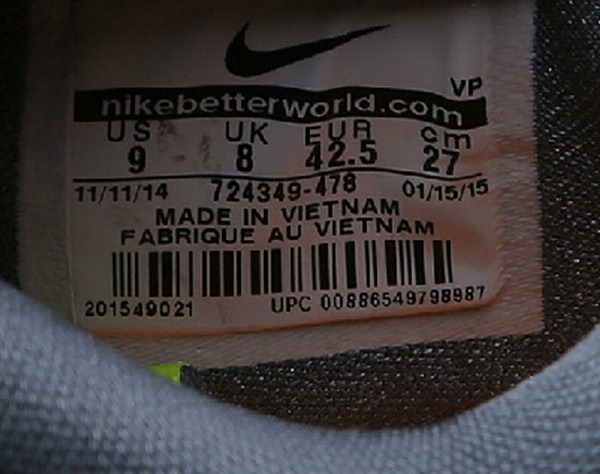 VP
nikebetterworld.com
US UK EUR cm
9 8 42.5 27
11/11/14 724349-478 01/15/15
MADE IN VIETNAM
FABRIQUE AU VIETNAM
201549021 UPC 00886549798987